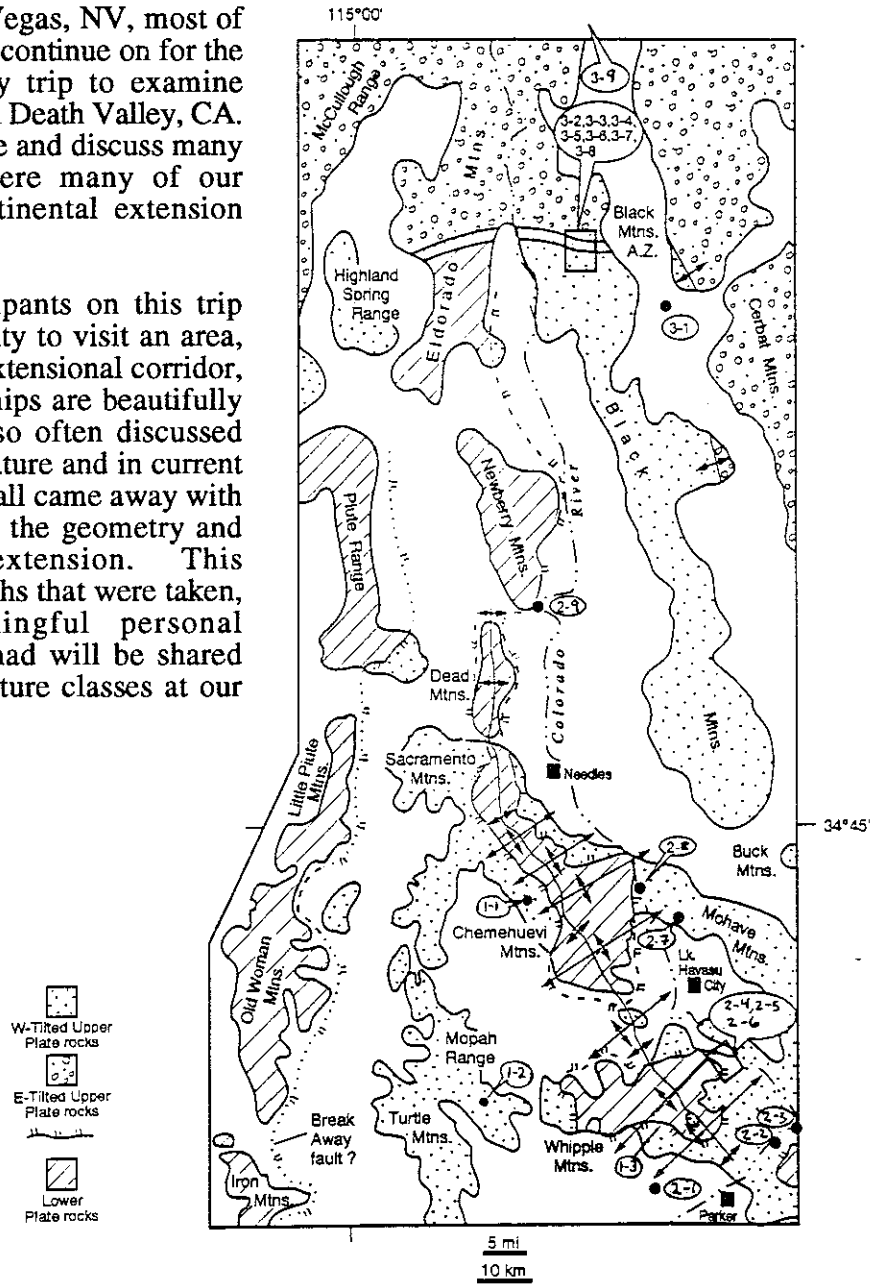 Vegas, NV, most of
continue on for the
y trip to examine
Death Valley, CA.
e and discuss many
ere many of our
tinental extension
ipants on this trip
ity to visit an area,
xtensional corridor,
hips are beautifully
so often discussed
ature and in current
all came away with
the geometry and
extension. This
hs that were taken,
ingful personal
had will be shared
ture classes at our
115°00'
McCullough
Range
Mtns.
3-9
3-2,3-3,3-4,
3-5,3-6,3-7,
3-8
Black
Mtns.
A.Z.
Highland
Spring
Range
Eldorado
3-1
Cerbat Mtns.
Black
Piute Range
Newberry Mtns.
River
2-9
Dead
Mtns.
Colorado
Mtns.
Sacramento
Mtns.
Needles
Little Piute
Mtns.
34°45'
Buck
Mtns.
2-8
1-1
Chemehuevi
Mtns.
2-7
Mohave
Mtns.
Old Woman
Mtns.
Lk.
Havasu
City
2-4,2-5
2-6
Mopah
Range
1-2
Break
Away
fault?
Turtle
Mtns.
Whipple
Mtns.
1-3
2-3
2-2
2-1
Iron
Mtns.
Parker
W-Tilted Upper
Plate rocks
E-Tilted Upper
Plate rocks
Lower
Plate rocks
5 mi
10 km